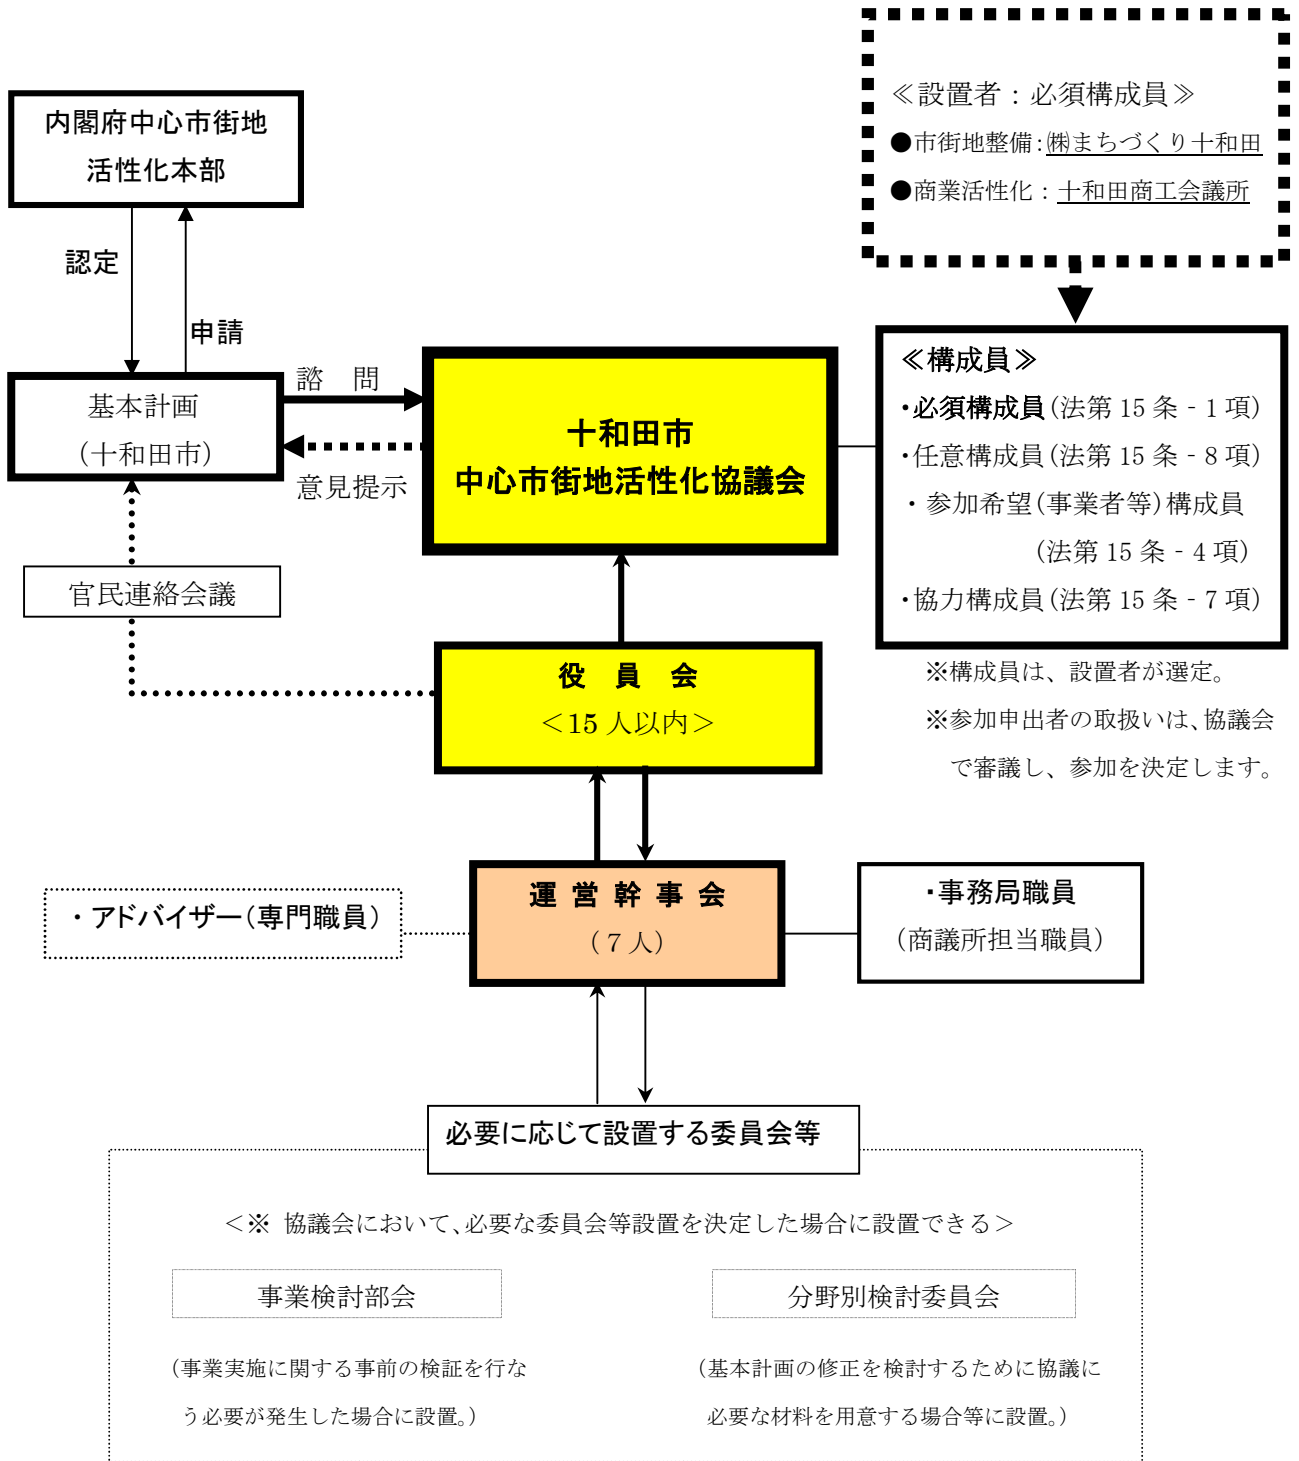 ≪設置者：必須構成員≫
●市街地整備：㈱まちづくり十和田
●商業活性化：十和田商工会議所
内閣府中心市街地
活性化本部
認定
申請
基本計画
（十和田市）
諮　問
意見提示
十和田市
中心市街地活性化協議会
≪構成員≫
・必須構成員（法第 15 条‐1 項）
・任意構成員（法第 15 条‐8 項）
・参加希望（事業者等）構成員
（法第 15 条‐4 項）
・協力構成員（法第 15 条‐7 項）
※構成員は、設置者が選定。
※参加申出者の取扱いは、協議会
で審議し、参加を決定します。
官民連絡会議
役　員　会
＜15 人以内＞
運 営 幹 事 会
（７人）
・アドバイザー（専門職員）
・事務局職員
（商議所担当職員）
必要に応じて設置する委員会等
＜※ 協議会において、必要な委員会等設置を決定した場合に設置できる＞
事業検討部会
（事業実施に関する事前の検証を行な
う必要が発生した場合に設置。）
分野別検討委員会
（基本計画の修正を検討するために協議に
必要な材料を用意する場合等に設置。）